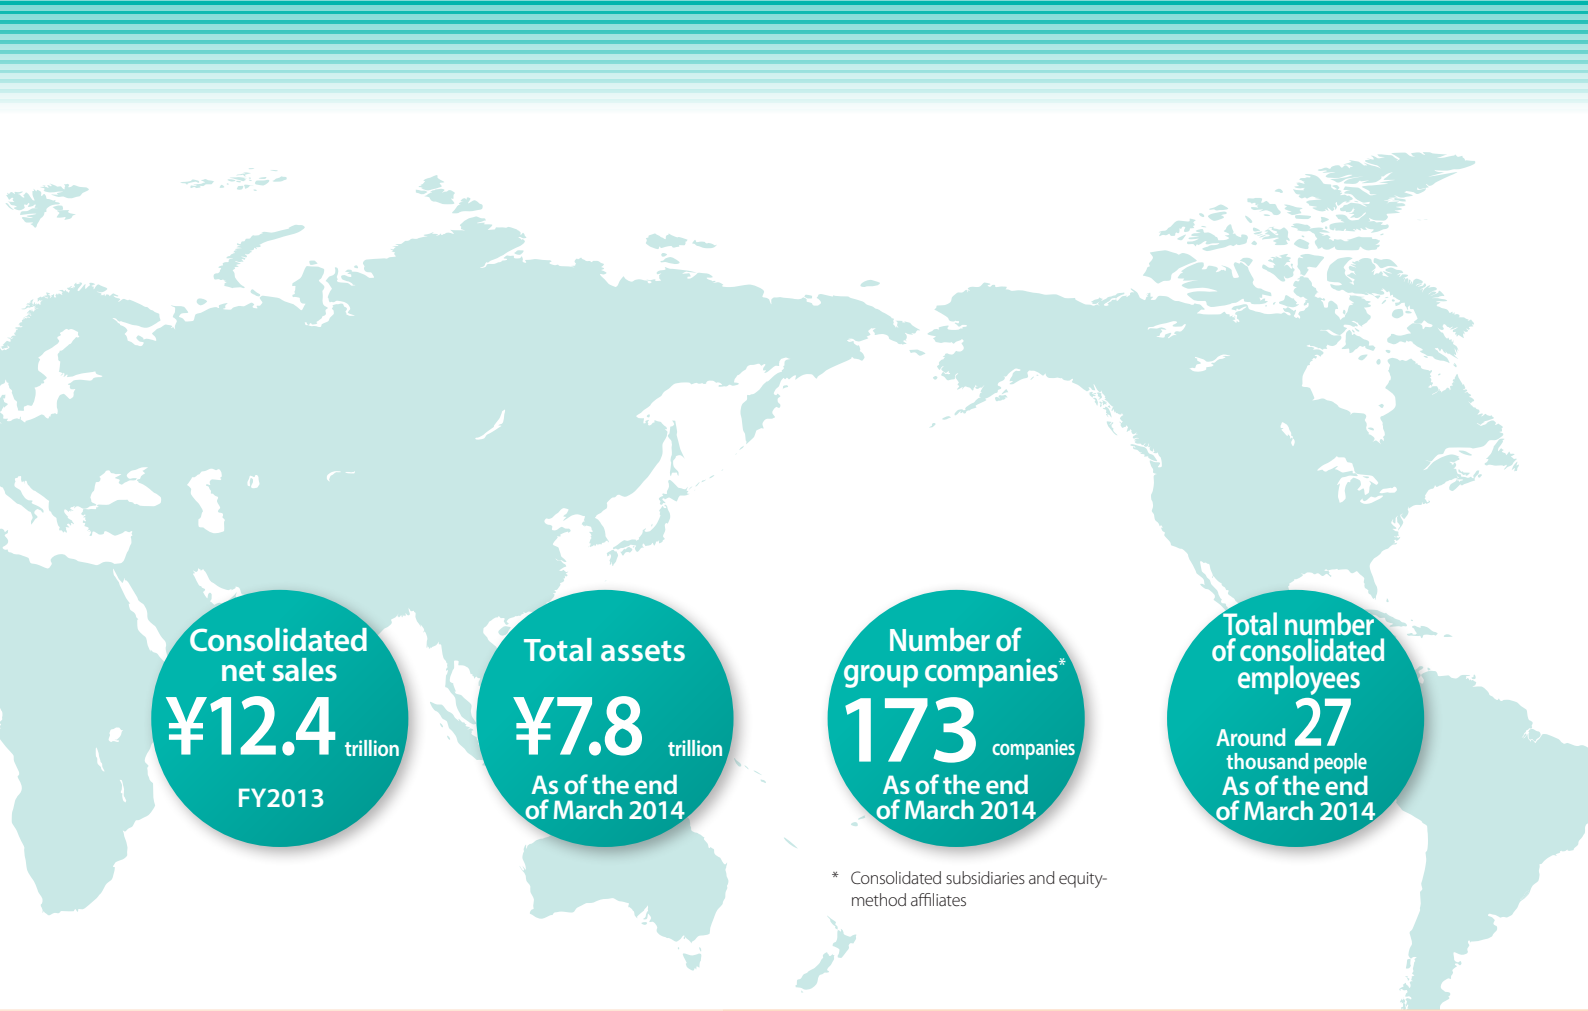 Consolidated
net sales
¥12.4 trillion
FY2013
Total assets
¥7.8 trillion
As of the end
of March 2014
Number of
group companies*
173 companies
As of the end
of March 2014
* Consolidated subsidiaries and equity-
method affiliates
Total number
of consolidated
employees
Around 27
thousand people
As of the end
of March 2014